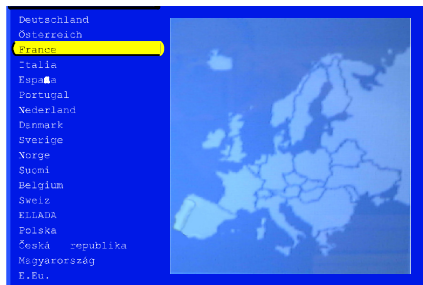 Deutschland
Österreich
France
Italia
España
Portugal
Nederland
Danmark
Sverige
Norge
Suomi
Belgium
Sweiz
ELLADA
Polska
Česká republika
Magyarország
E.Eu.